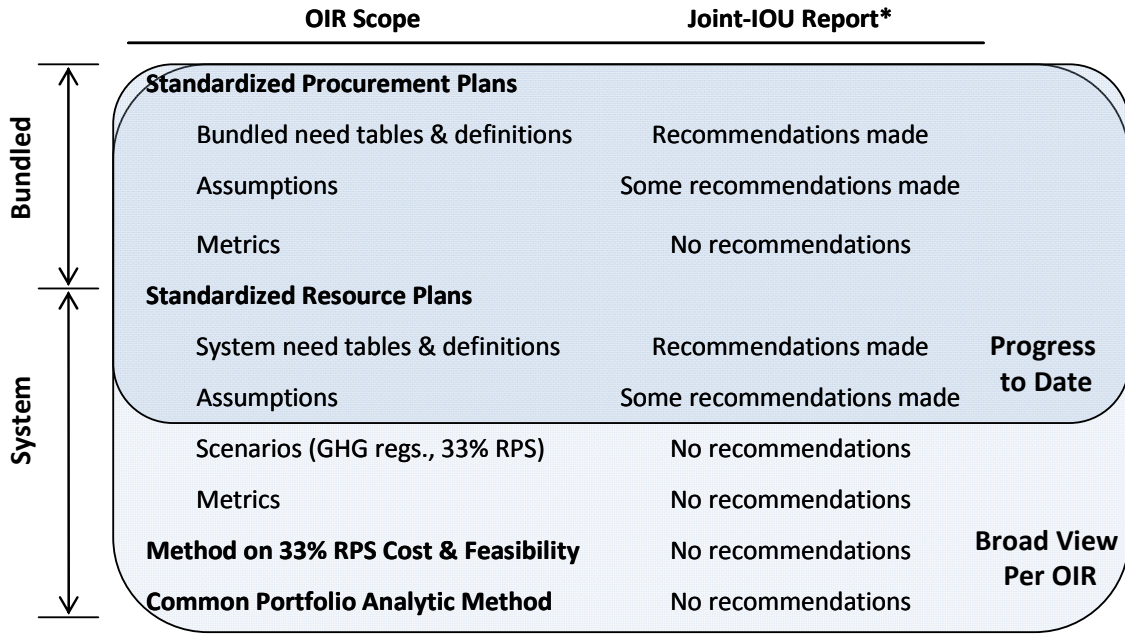 OIR Scope Joint-IOU Report*
Bundled
Standardized Procurement Plans
Bundled need tables & definitions Recommendations made
Assumptions Some recommendations made
Metrics No recommendations
System
Standardized Resource Plans
System need tables & definitions Recommendations made
Assumptions Some recommendations made
Progress
to Date
Scenarios (GHG regs., 33% RPS) No recommendations
Metrics No recommendations
Method on 33% RPS Cost & Feasibility No recommendations
Common Portfolio Analytic Method No recommendations
Broad View
Per OIR